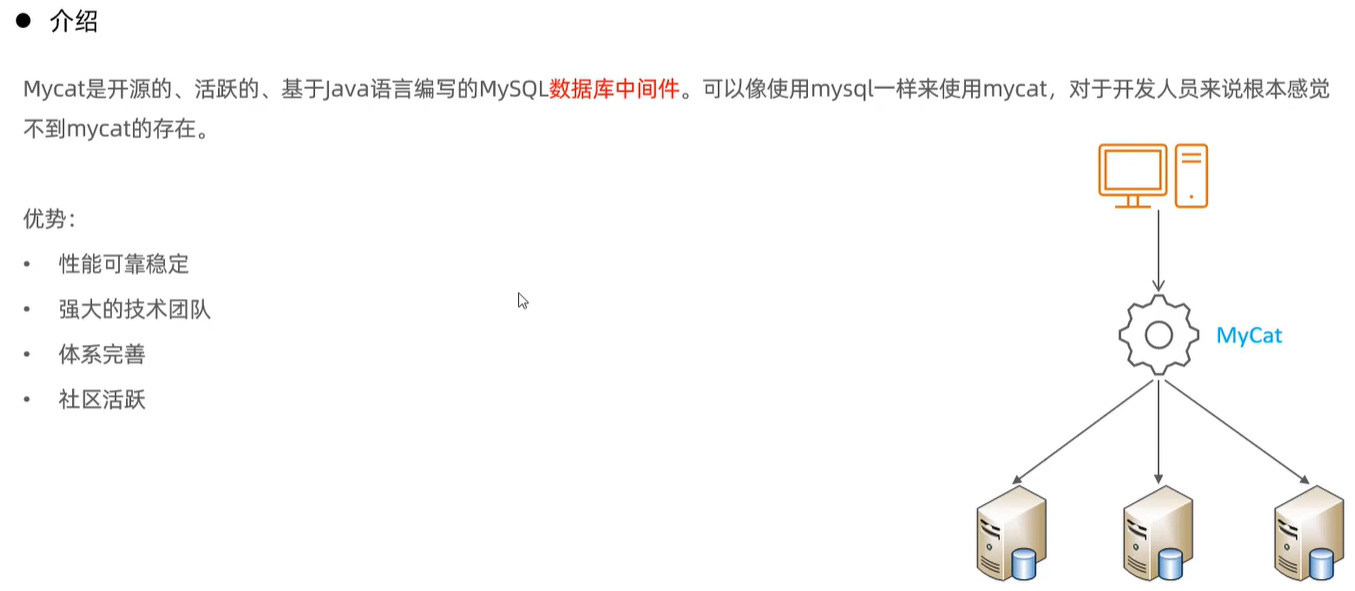 ● 介绍
Mycat是开源的、活跃的、基于Java语言编写的MySQL数据库中间件。可以像使用mysql一样来使用mycat，对于开发人员来说根本感觉
不到mycat的存在。
优势：
• 性能可靠稳定
• 强大的技术团队
• 体系完善
• 社区活跃
MyCat